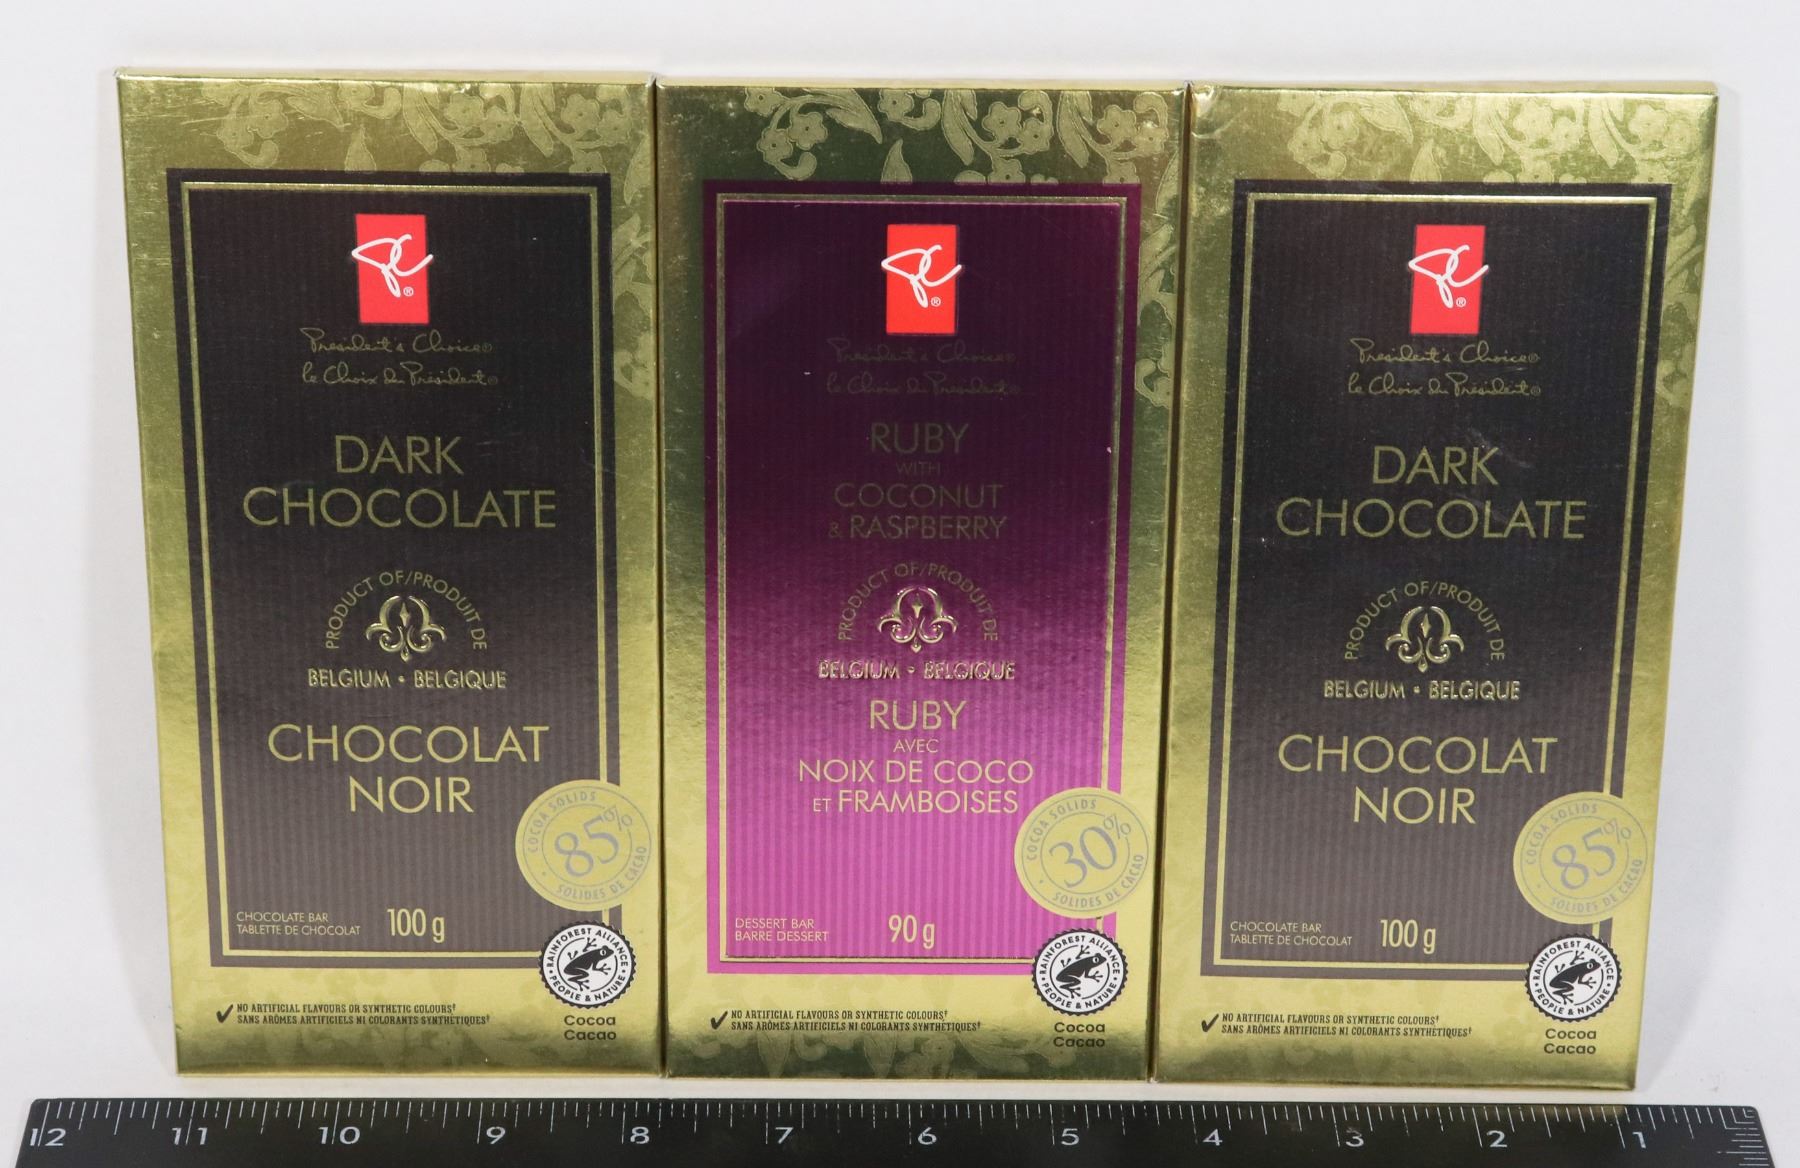 President's Choice®
le Choix du Président®
DARK
CHOCOLATE
PRODUCT OF/PRODUIT DE
BELGIUM • BELGIQUE
CHOCOLAT
NOIR
COCOA SOLIDS
85%
SOLIDES DE CACAO
CHOCOLATE BAR
TABLETTE DE CHOCOLAT
100 g
RAINFOREST ALLIANCE
PEOPLE & NATURE
Cocoa
Cacao
✓ NO ARTIFICIAL FLAVOURS OR SYNTHETIC COLOURS†
SANS ARÔMES ARTIFICIELS NI COLORANTS SYNTHÉTIQUES†
President's Choice®
le Choix du Président®
RUBY
WITH
COCONUT
& RASPBERRY
PRODUCT OF/PRODUIT DE
BELGIUM • BELGIQUE
RUBY
AVEC
NOIX DE COCO
ET FRAMBOISES
COCOA SOLIDS
30%
SOLIDES DE CACAO
DESSERT BAR
BARRE DESSERT
90 g
RAINFOREST ALLIANCE
PEOPLE & NATURE
Cocoa
Cacao
✓ NO ARTIFICIAL FLAVOURS OR SYNTHETIC COLOURS†
SANS ARÔMES ARTIFICIELS NI COLORANTS SYNTHÉTIQUES†
President's Choice®
le Choix du Président®
DARK
CHOCOLATE
PRODUCT OF/PRODUIT DE
BELGIUM • BELGIQUE
CHOCOLAT
NOIR
COCOA SOLIDS
85%
SOLIDES DE CACAO
CHOCOLATE BAR
TABLETTE DE CHOCOLAT
100 g
RAINFOREST ALLIANCE
PEOPLE & NATURE
Cocoa
Cacao
✓ NO ARTIFICIAL FLAVOURS OR SYNTHETIC COLOURS†
SANS ARÔMES ARTIFICIELS NI COLORANTS SYNTHÉTIQUES†
12 11 10 9 8 7 6 5 4 3 2 1